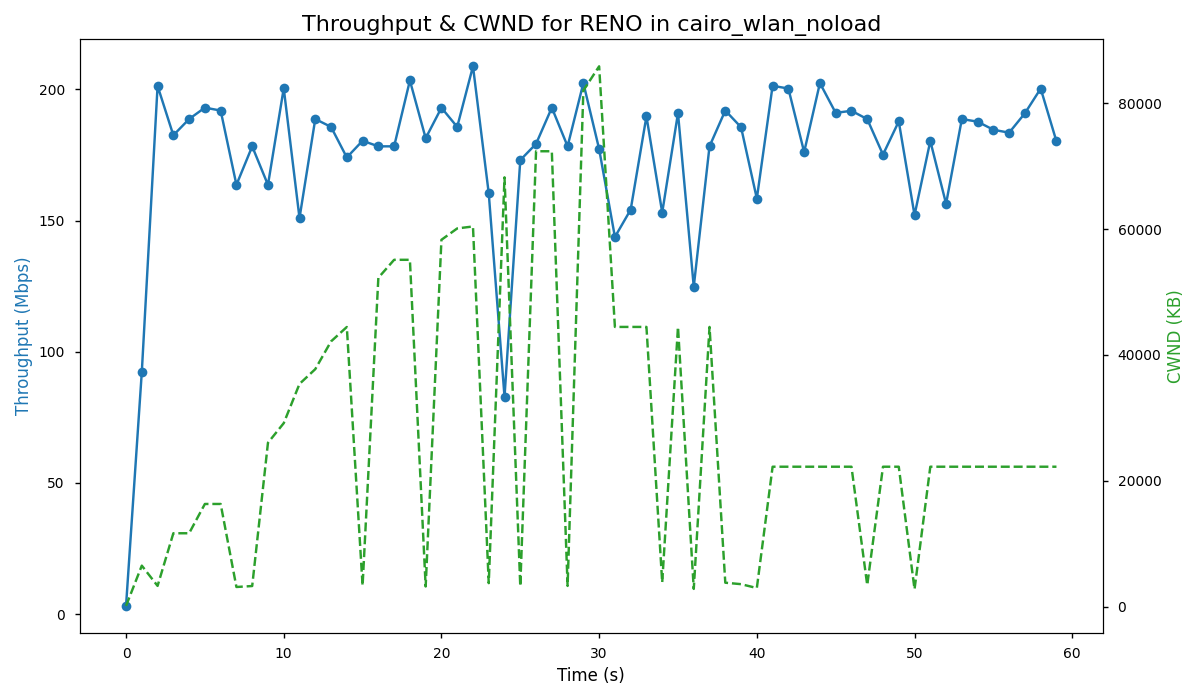 Throughput & CWND for RENO in cairo_wlan_noload
Throughput (Mbps)
200
150
100
50
0
CWND (KB)
80000
60000
40000
20000
0
0 10 20 30 40 50 60
Time (s)